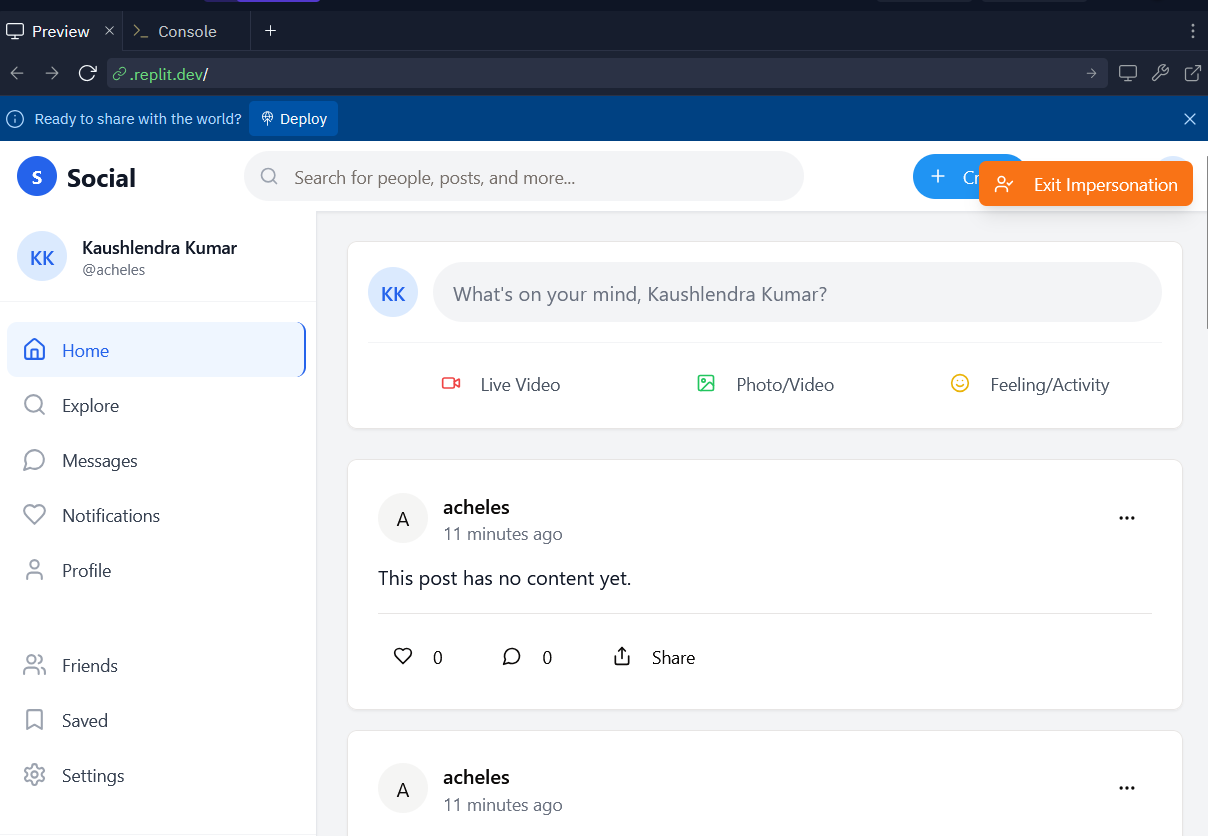 Preview
Console
.replit.dev/
Ready to share with the world?
Deploy
S
Social
Search for people, posts, and more...
Exit Impersonation
KK
Kaushlendra Kumar
@acheles
Home
Explore
Messages
Notifications
Profile
Friends
Saved
Settings
KK
What's on your mind, Kaushlendra Kumar?
Live Video
Photo/Video
Feeling/Activity
A
acheles
11 minutes ago
This post has no content yet.
0
0
Share
A
acheles
11 minutes ago